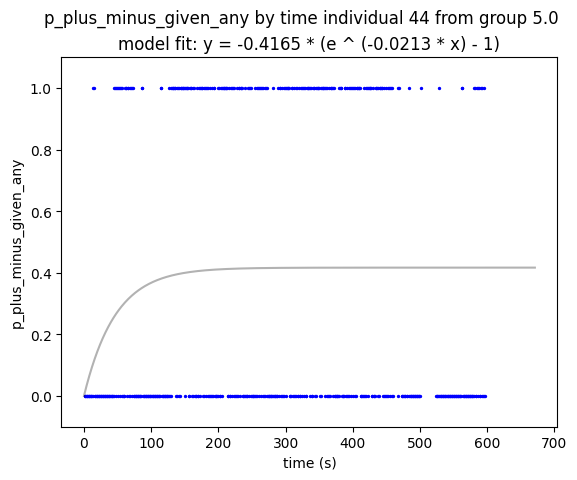 p_plus_minus_given_any by time individual 44 from group 5.0
model fit: y = -0.4165 * (e ^ (-0.0213 * x) - 1)
1.0
0.8
0.6
0.4
0.2
0.0
p_plus_minus_given_any
0 100 200 300 400 500 600 700
time (s)